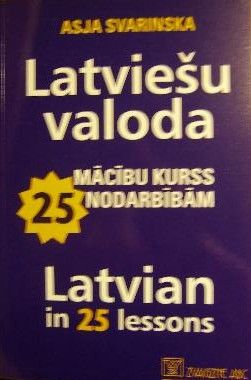 ASJA SVARINSKA
Latviešu
valoda
MĀCĪBU KURSS
25 NODARBĪBĀM
Latvian
in 25 lessons